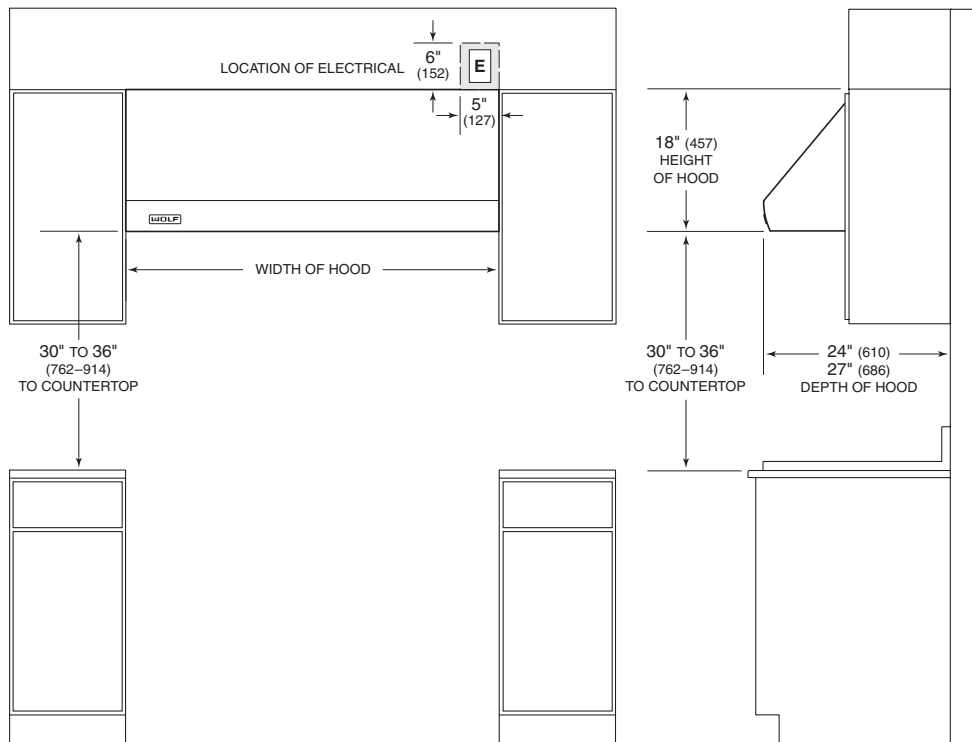 LOCATION OF ELECTRICAL
6"
(152)
E
5"
(127)
WOLF
WIDTH OF HOOD
30" TO 36"
(762–914)
TO COUNTERTOP
18" (457)
HEIGHT
OF HOOD
30" TO 36"
(762–914)
TO COUNTERTOP
24" (610)
27" (686)
DEPTH OF HOOD